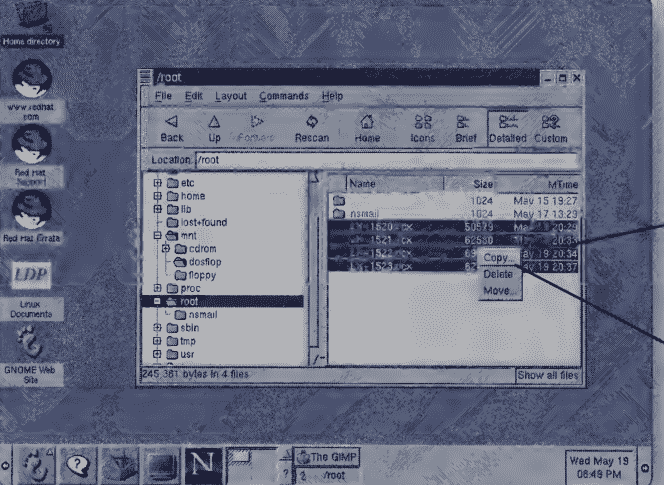 Home directory
www.redhat.com
Red Hat Support
Red Hat Errata
LDP
Linux Documents
GNOME Web Site
/root
File Edit Layout Commands Help
Back Up Forward Rescan Home Icons Brief Detailed Custom
Location: /root
etc
home
lib
lost+found
mnt
cdrom
dosflop
floppy
proc
root
nsmail
sbin
tmp
usr
Name Size MTime
1024 May 15 19:27
nsmail 1024 May 17 13:23
50579
62580
Copy...
Delete
Move...
245,361 bytes in 4 files
Show all files
N
The GIMP
/root
Wed May 19
08:49 PM